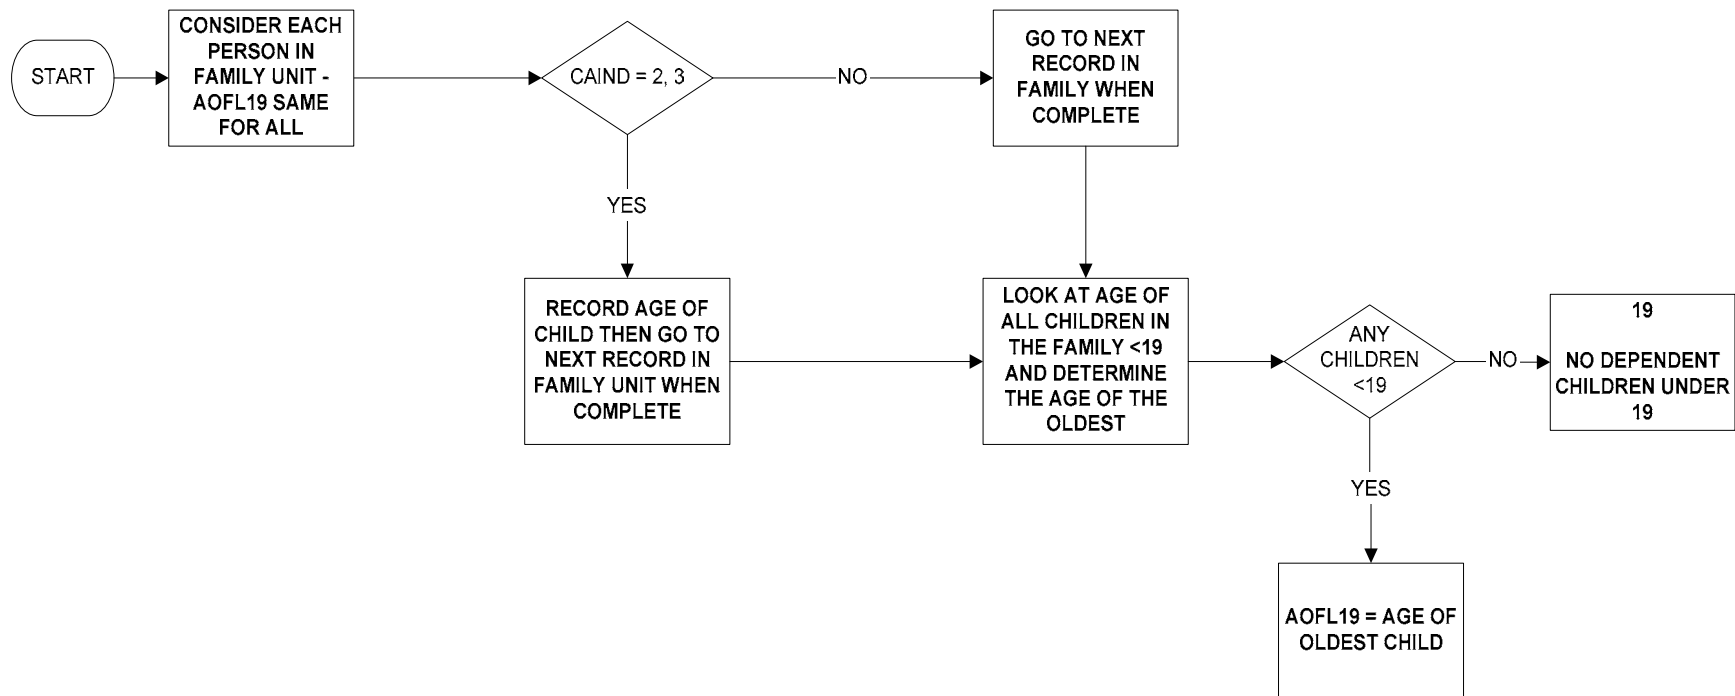 START
CONSIDER EACH
PERSON IN
FAMILY UNIT -
AOFL19 SAME
FOR ALL
CAIND = 2, 3
NO
GO TO NEXT
RECORD IN
FAMILY WHEN
COMPLETE
YES
RECORD AGE OF
CHILD THEN GO TO
NEXT RECORD IN
FAMILY UNIT WHEN
COMPLETE
LOOK AT AGE OF
ALL CHILDREN IN
THE FAMILY <19
AND DETERMINE
THE AGE OF THE
OLDEST
ANY
CHILDREN
<19
NO
19
NO DEPENDENT
CHILDREN UNDER
19
YES
AOFL19 = AGE OF
OLDEST CHILD